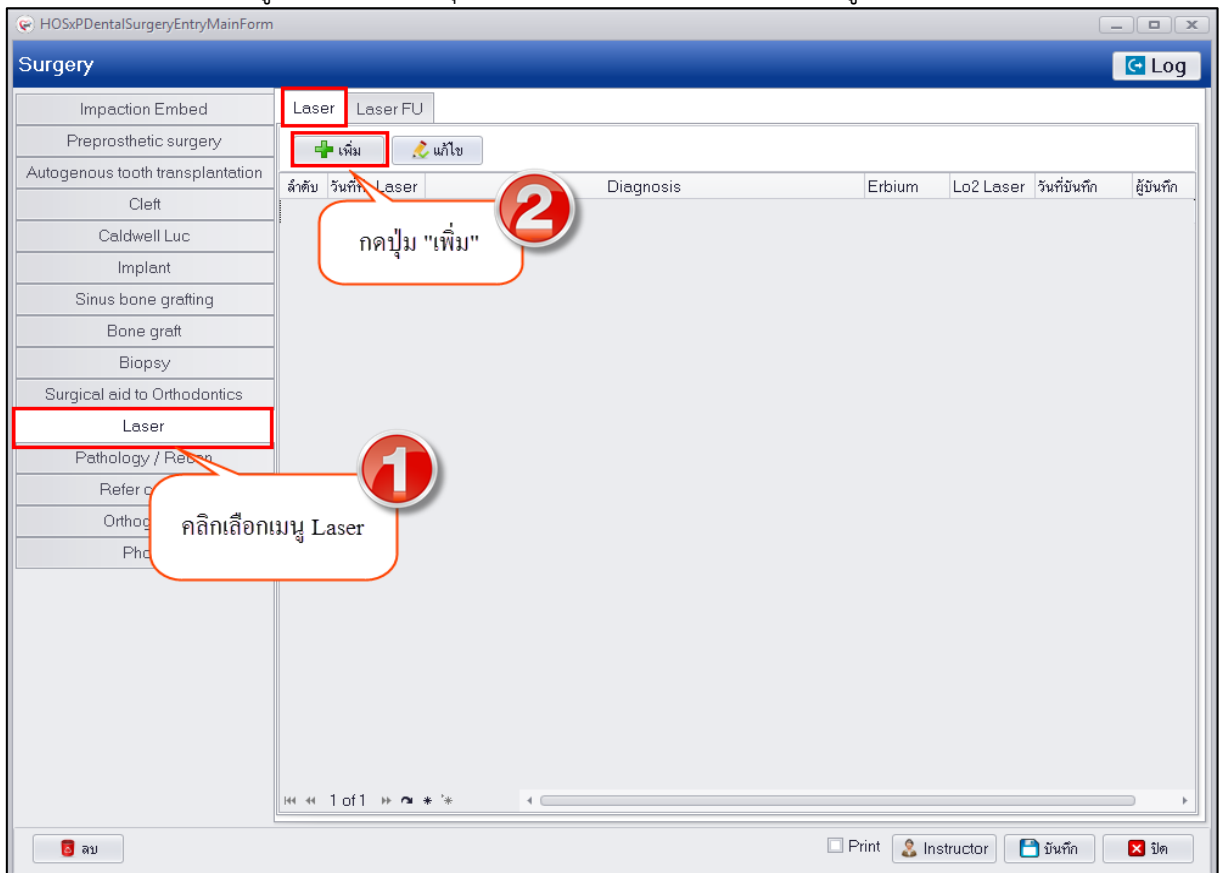 HOSxPDentalSurgeryEntryMainForm
Surgery
Log
Impaction Embed
Preprosthetic surgery
Autogenous tooth transplantation
Cleft
Caldwell Luc
Implant
Sinus bone grafting
Bone graft
Biopsy
Surgical aid to Orthodontics
Laser
Pathology /
Refer
Laser Laser FU
เพิ่ม แก้ไข
ลำดับ Laser Diagnosis Erbium Lo2 Laser วันที่บันทึก ผู้บันทึก
2
กดปุ่ม "เพิ่ม"
1
คลิกเลือกเมนู Laser
1 of 1
ลบ Print Instructor บันทึก ปิด